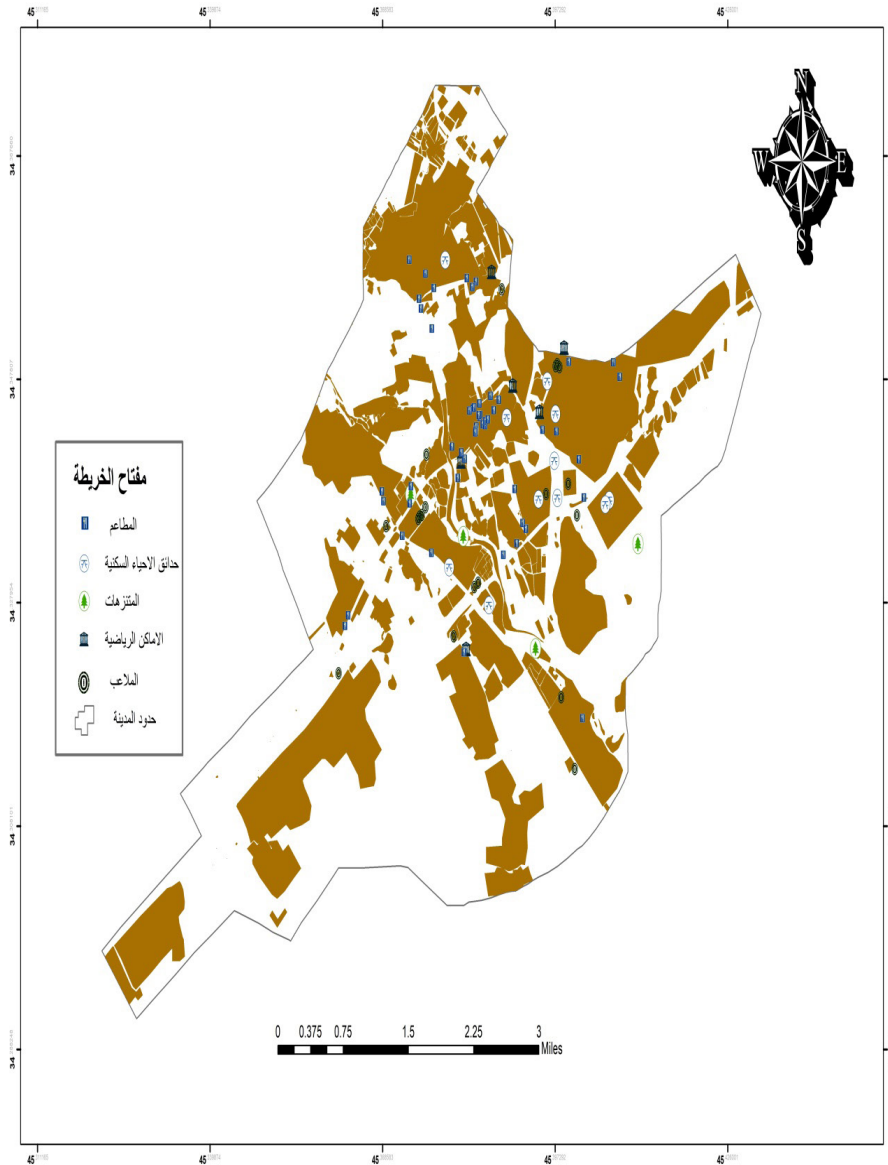 45 45 45 45 45
N
W E
S
34
34
34
34
34
مفتاح الخريطة
المطاعم
حدائق الاحياء السكنية
المتنزهات
الاماكن الرياضية
الملاعب
حدود المدينة
0 0.375 0.75 1.5 2.25 3
Miles
45 45 45 45 45